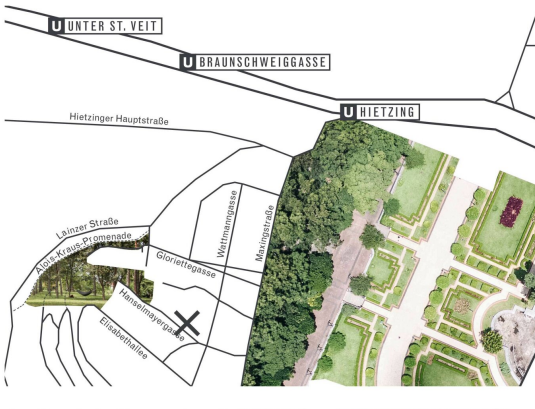 U UNTER ST. VEIT
U BRAUNSCHWEIGGASSE
U HIETZING
Hietzinger Hauptstraße
Lainzer Straße
Alois-Kraus-Promenade
Gloriettegasse
Wattmanngasse
Maxingstraße
Hanselmayergasse
Elisabethallee